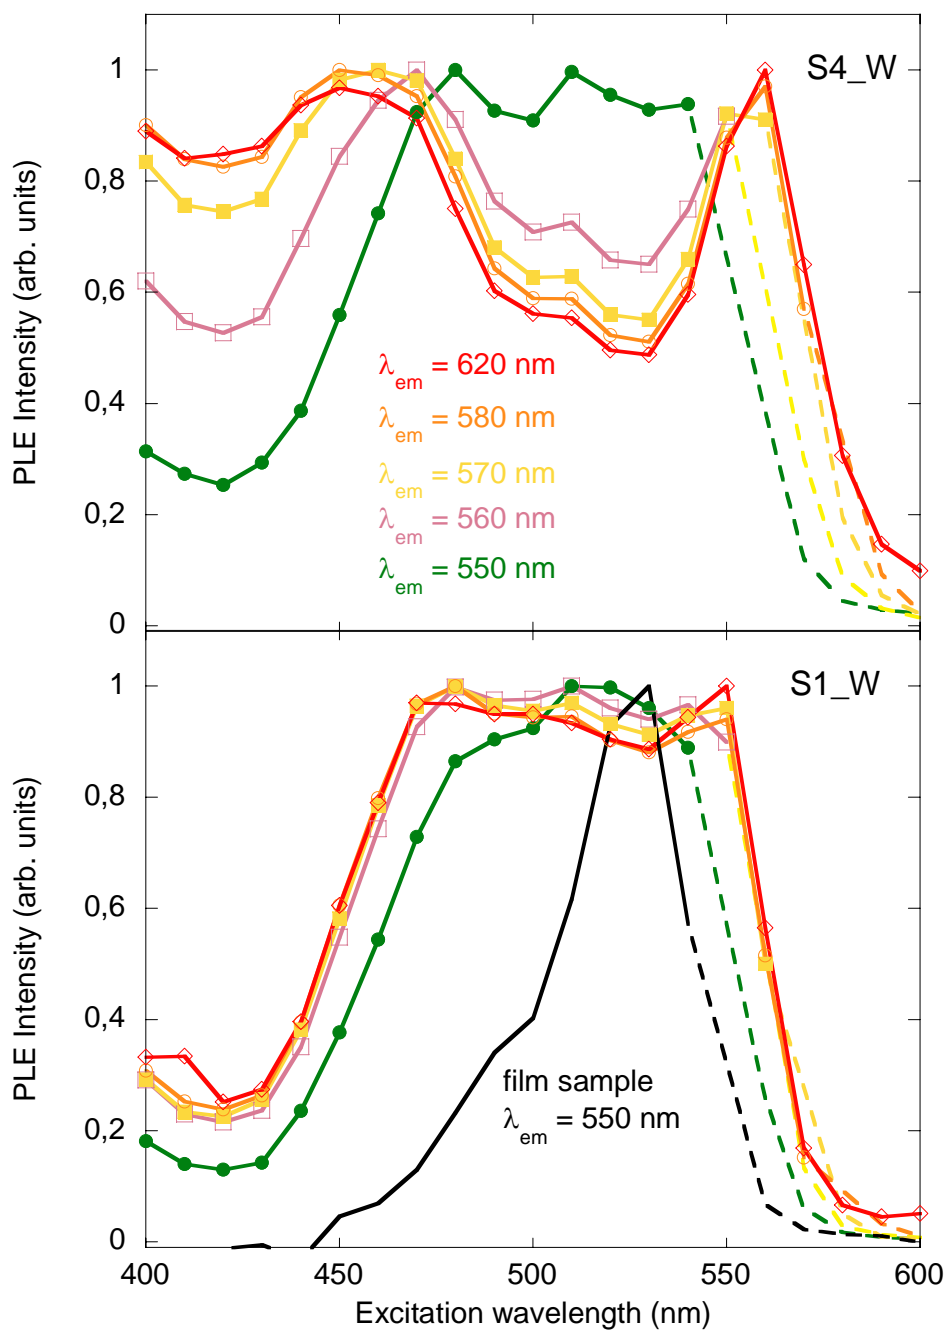 S4_W
1
0.8
0.6
0,4
0,2
0
PLE Intensity (arb. units)
λem = 620 nm
λem = 580 nm
λem = 570 nm
λem = 560 nm
λem = 550 nm
S1_W
1
0.8
0.6
0,4
0.2
0
PLE Intensity (arb. units)
film sample
λem = 550 nm
400 450 500 550 600
Excitation wavelength (nm)